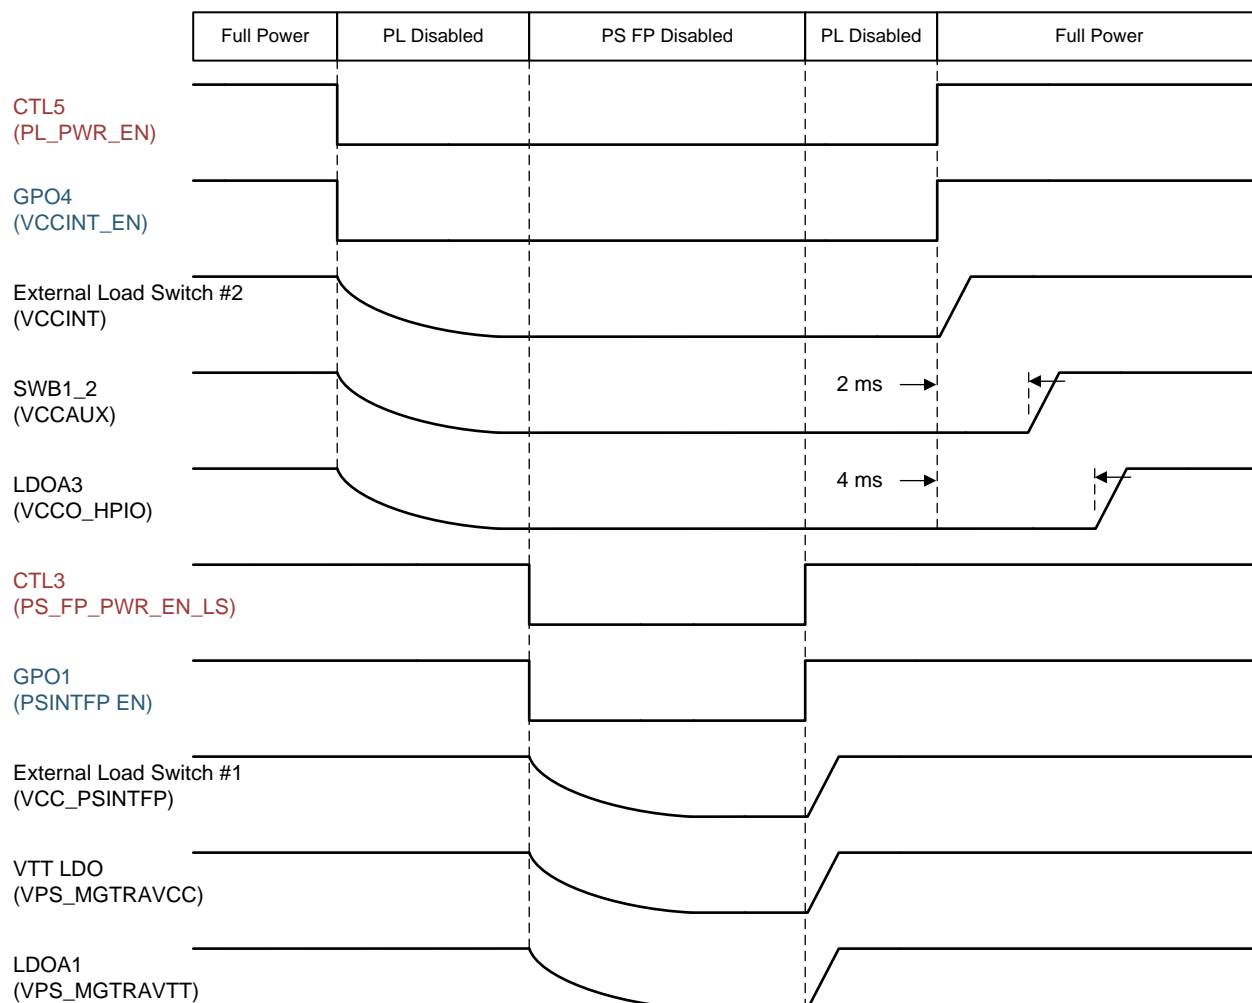 Full Power
PL Disabled
PS FP Disabled
PL Disabled
Full Power
CTL5
(PL_PWR_EN)
GPO4
(VCCINT_EN)
External Load Switch #2
(VCCINT)
SWB1_2
(VCCAUX)
2 ms
LDOA3
(VCCO_HPIO)
4 ms
CTL3
(PS_FP_PWR_EN_LS)
GPO1
(PSINTFP EN)
External Load Switch #1
(VCC_PSINTFP)
VTT LDO
(VPS_MGTRAVCC)
LDOA1
(VPS_MGTRAVTT)